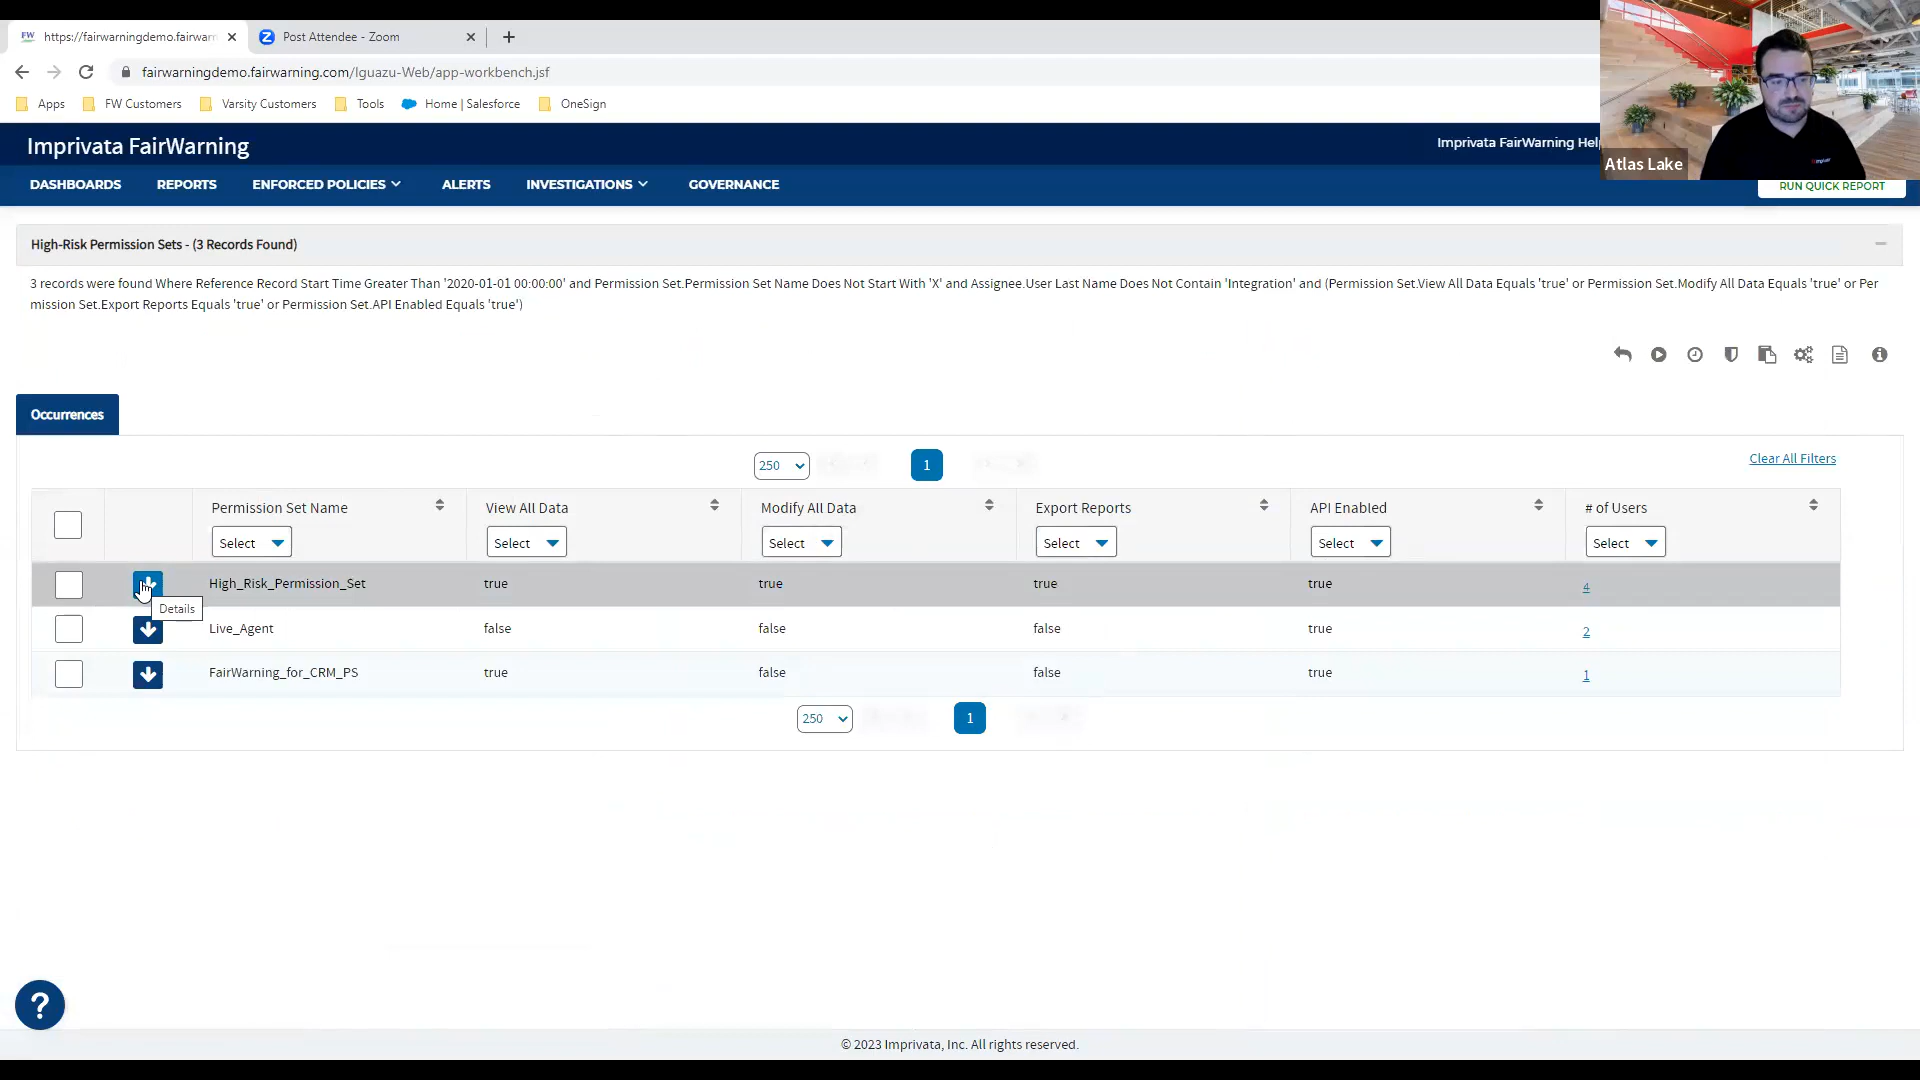 FW https://fairwarningdemo.fairwarn
Post Attendee - Zoom
fairwarningdemo.fairwarning.com/Iguazu-Web/app-workbench.jsf
Apps FW Customers Varsity Customers Tools Home | Salesforce OneSign
Atlas Lake
Imprivata FairWarning
Imprivata FairWarning Help
DASHBOARDS REPORTS ENFORCED POLICIES ALERTS INVESTIGATIONS GOVERNANCE
RUN QUICK REPORT
High-Risk Permission Sets - (3 Records Found)
3 records were found Where Reference Record Start Time Greater Than '2020-01-01 00:00:00' and Permission Set.Permission Set Name Does Not Start With 'X' and Assignee.User Last Name Does Not Contain 'Integration' and (Permission Set.View All Data Equals 'true' or Permission Set.Modify All Data Equals 'true' or Per
mission Set.Export Reports Equals 'true' or Permission Set.API Enabled Equals 'true')
Occurrences
250 1 Clear All Filters
Permission Set Name View All Data Modify All Data Export Reports API Enabled # of Users
Select Select Select Select Select Select
High_Risk_Permission_Set true true true true 4
Details
Live_Agent false false false true 2
FairWarning_for_CRM_PS true false false true 1
250 1
?
© 2023 Imprivata, Inc. All rights reserved.